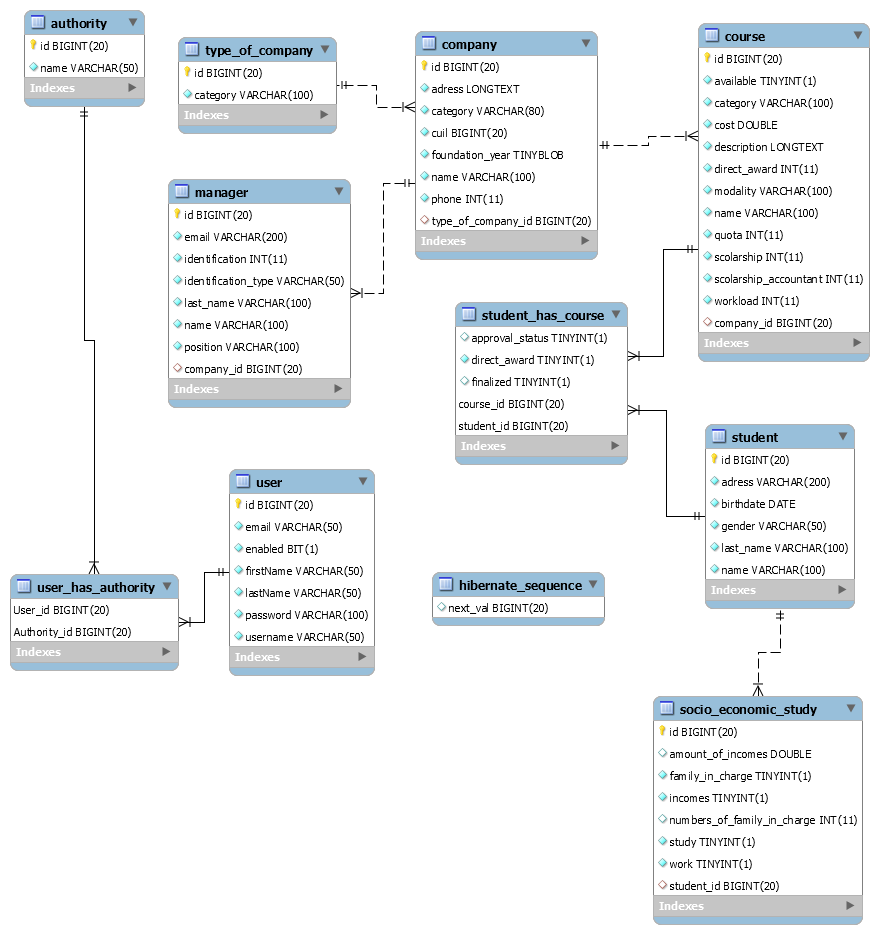 authority
id BIGINT(20)
name VARCHAR(50)
Indexes
type_of_company
id BIGINT(20)
category VARCHAR(100)
Indexes
company
id BIGINT(20)
adress LONGTEXT
category VARCHAR(80)
cuil BIGINT(20)
foundation_year TINYBLOB
name VARCHAR(100)
phone INT(11)
type_of_company_id BIGINT(20)
Indexes
course
id BIGINT(20)
available TINYINT(1)
category VARCHAR(100)
cost DOUBLE
description LONGTEXT
direct_award INT(11)
modality VARCHAR(100)
name VARCHAR(100)
quota INT(11)
scolarship INT(11)
scolarship_accountant INT(11)
workload INT(11)
company_id BIGINT(20)
Indexes
manager
id BIGINT(20)
email VARCHAR(200)
identification INT(11)
identification_type VARCHAR(50)
last_name VARCHAR(100)
name VARCHAR(100)
position VARCHAR(100)
company_id BIGINT(20)
Indexes
student_has_course
approval_status TINYINT(1)
direct_award TINYINT(1)
finalized TINYINT(1)
course_id BIGINT(20)
student_id BIGINT(20)
Indexes
student
id BIGINT(20)
adress VARCHAR(200)
birthdate DATE
gender VARCHAR(50)
last_name VARCHAR(100)
name VARCHAR(100)
Indexes
user
id BIGINT(20)
email VARCHAR(50)
enabled BIT(1)
firstName VARCHAR(50)
lastName VARCHAR(50)
password VARCHAR(100)
username VARCHAR(50)
Indexes
user_has_authority
User_id BIGINT(20)
Authority_id BIGINT(20)
Indexes
hibernate_sequence
next_val BIGINT(20)
socio_economic_study
id BIGINT(20)
amount_of_incomes DOUBLE
family_in_charge TINYINT(1)
incomes TINYINT(1)
numbers_of_family_in_charge INT(11)
study TINYINT(1)
work TINYINT(1)
student_id BIGINT(20)
Indexes